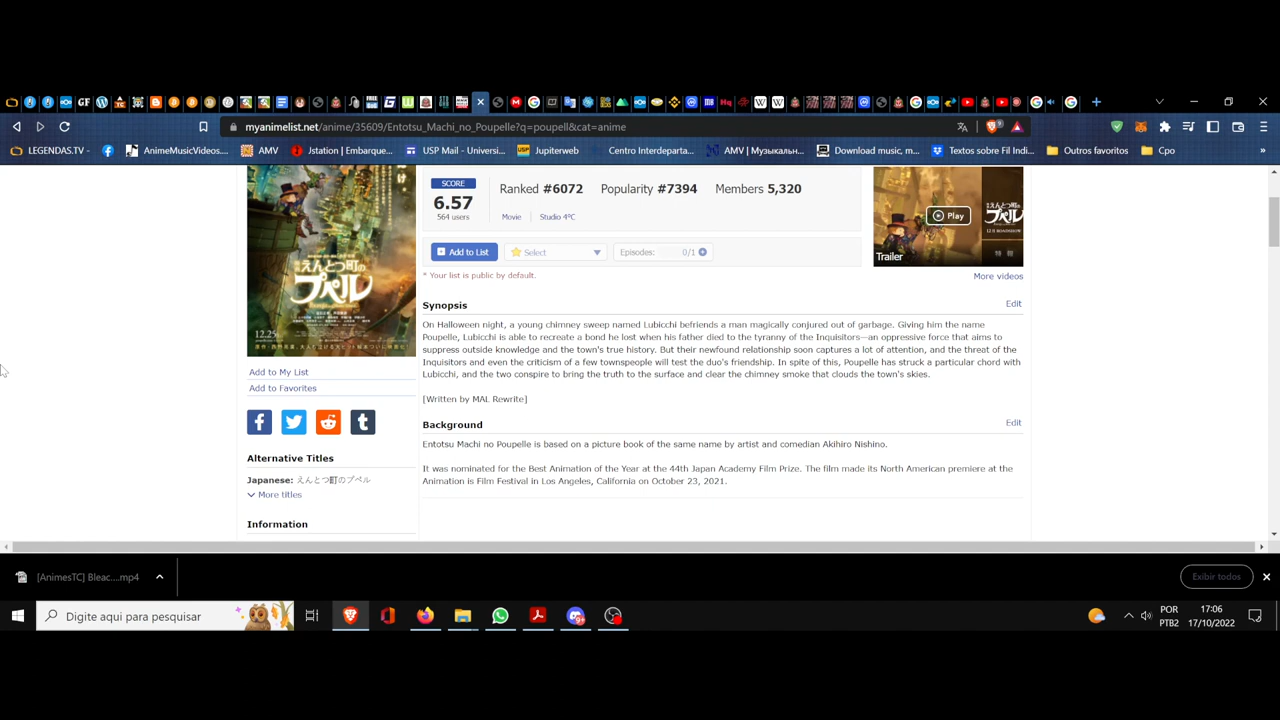 GF
myanimelist.net/anime/35609/Entotsu_Machi_no_Poupelle?q=poupell&cat=anime
9
LEGENDAS.TV -
AnimeMusicVideos...
AMV
Jstation | Embarque...
USP Mail - Universi...
Jupiterweb
Centro Interdeparta...
AMV | Музыкальн...
Download music, m...
Textos sobre Fil Indi...
Outros favoritos
Cpo
»
SCORE
6.57
564 users
Ranked #6072 Popularity #7394 Members 5,320
Movie Studio 4°C
Play
Trailer
More videos
Add to List Select Episodes: 0/1
* Your list is public by default.
えんとつ町の
プペル
12.25
Synopsis Edit
On Halloween night, a young chimney sweep named Lubicchi befriends a man magically conjured out of garbage. Giving him the name
Poupelle, Lubicchi is able to recreate a bond he lost when his father died to the tyranny of the Inquisitors—an oppressive force that aims to
suppress outside knowledge and the town's true history. But their newfound relationship soon captures a lot of attention, and the threat of the
Inquisitors and even the criticism of a few townspeople will test the duo's friendship. In spite of this, Poupelle has struck a particular chord with
Lubicchi, and the two conspire to bring the truth to the surface and clear the chimney smoke that clouds the town's skies.
[Written by MAL Rewrite]
Background Edit
Entotsu Machi no Poupelle is based on a picture book of the same name by artist and comedian Akihiro Nishino.
It was nominated for the Best Animation of the Year at the 44th Japan Academy Film Prize. The film made its North American premiere at the
Animation is Film Festival in Los Angeles, California on October 23, 2021.
Add to My List
Add to Favorites
Alternative Titles
Japanese: えんとつ町のプペル
More titles
Information
[AnimesTC] Bleac....mp4
Exibir todos
Digite aqui para pesquisar
POR
PTB2
17:06
17/10/2022